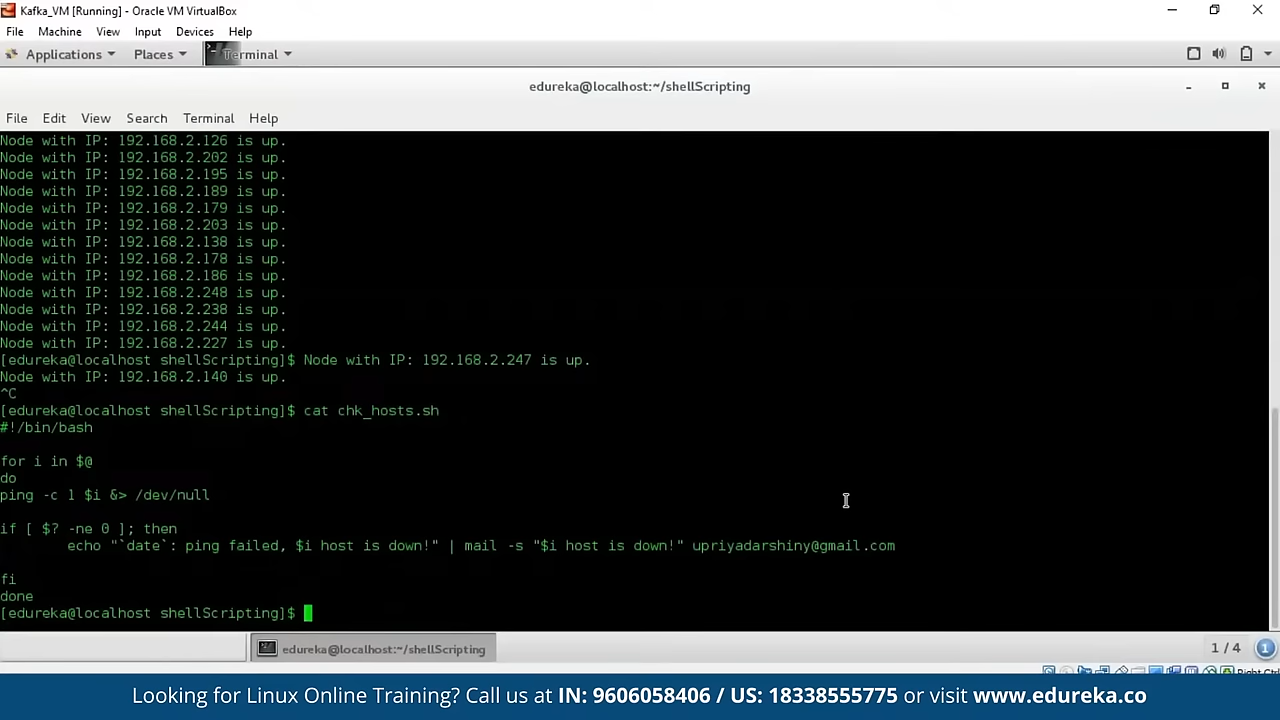 Kafka_VM [Running] - Oracle VM VirtualBox
File Machine View Input Devices Help
Applications Places Terminal
edureka@localhost:~/shellScripting
File Edit View Search Terminal Help
Node with IP: 192.168.2.126 is up.
Node with IP: 192.168.2.202 is up.
Node with IP: 192.168.2.195 is up.
Node with IP: 192.168.2.189 is up.
Node with IP: 192.168.2.179 is up.
Node with IP: 192.168.2.203 is up.
Node with IP: 192.168.2.138 is up.
Node with IP: 192.168.2.178 is up.
Node with IP: 192.168.2.186 is up.
Node with IP: 192.168.2.248 is up.
Node with IP: 192.168.2.238 is up.
Node with IP: 192.168.2.244 is up.
Node with IP: 192.168.2.227 is up.
[edureka@localhost shellScripting]$ Node with IP: 192.168.2.247 is up.
Node with IP: 192.168.2.140 is up.
^C
[edureka@localhost shellScripting]$ cat chk_hosts.sh
#!/bin/bash
for i in $@
do
ping -c 1 $i &> /dev/null
if [ $? -ne 0 ]; then
echo "`date`: ping failed, $i host is down!" | mail -s "$i host is down!" upriyadarshiny@gmail.com
fi
done
[edureka@localhost shellScripting]$
edureka@localhost:~/shellScripting
1 / 4 1
Right Ctrl
Looking for Linux Online Training? Call us at IN: 9606058406 / US: 18338555775 or visit www.edureka.co